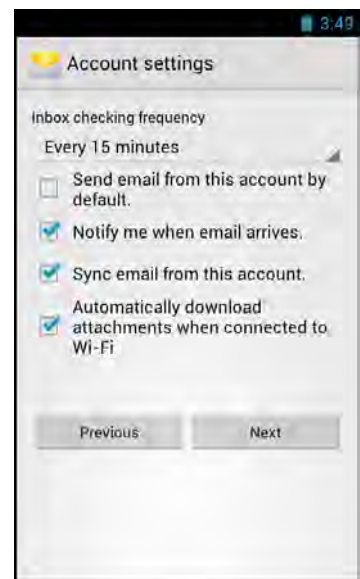 3:49
Account settings
Inbox checking frequency
Every 15 minutes
Send email from this account by
default.
Notify me when email arrives.
Sync email from this account.
Automatically download
attachments when connected to
Wi-Fi
Previous Next